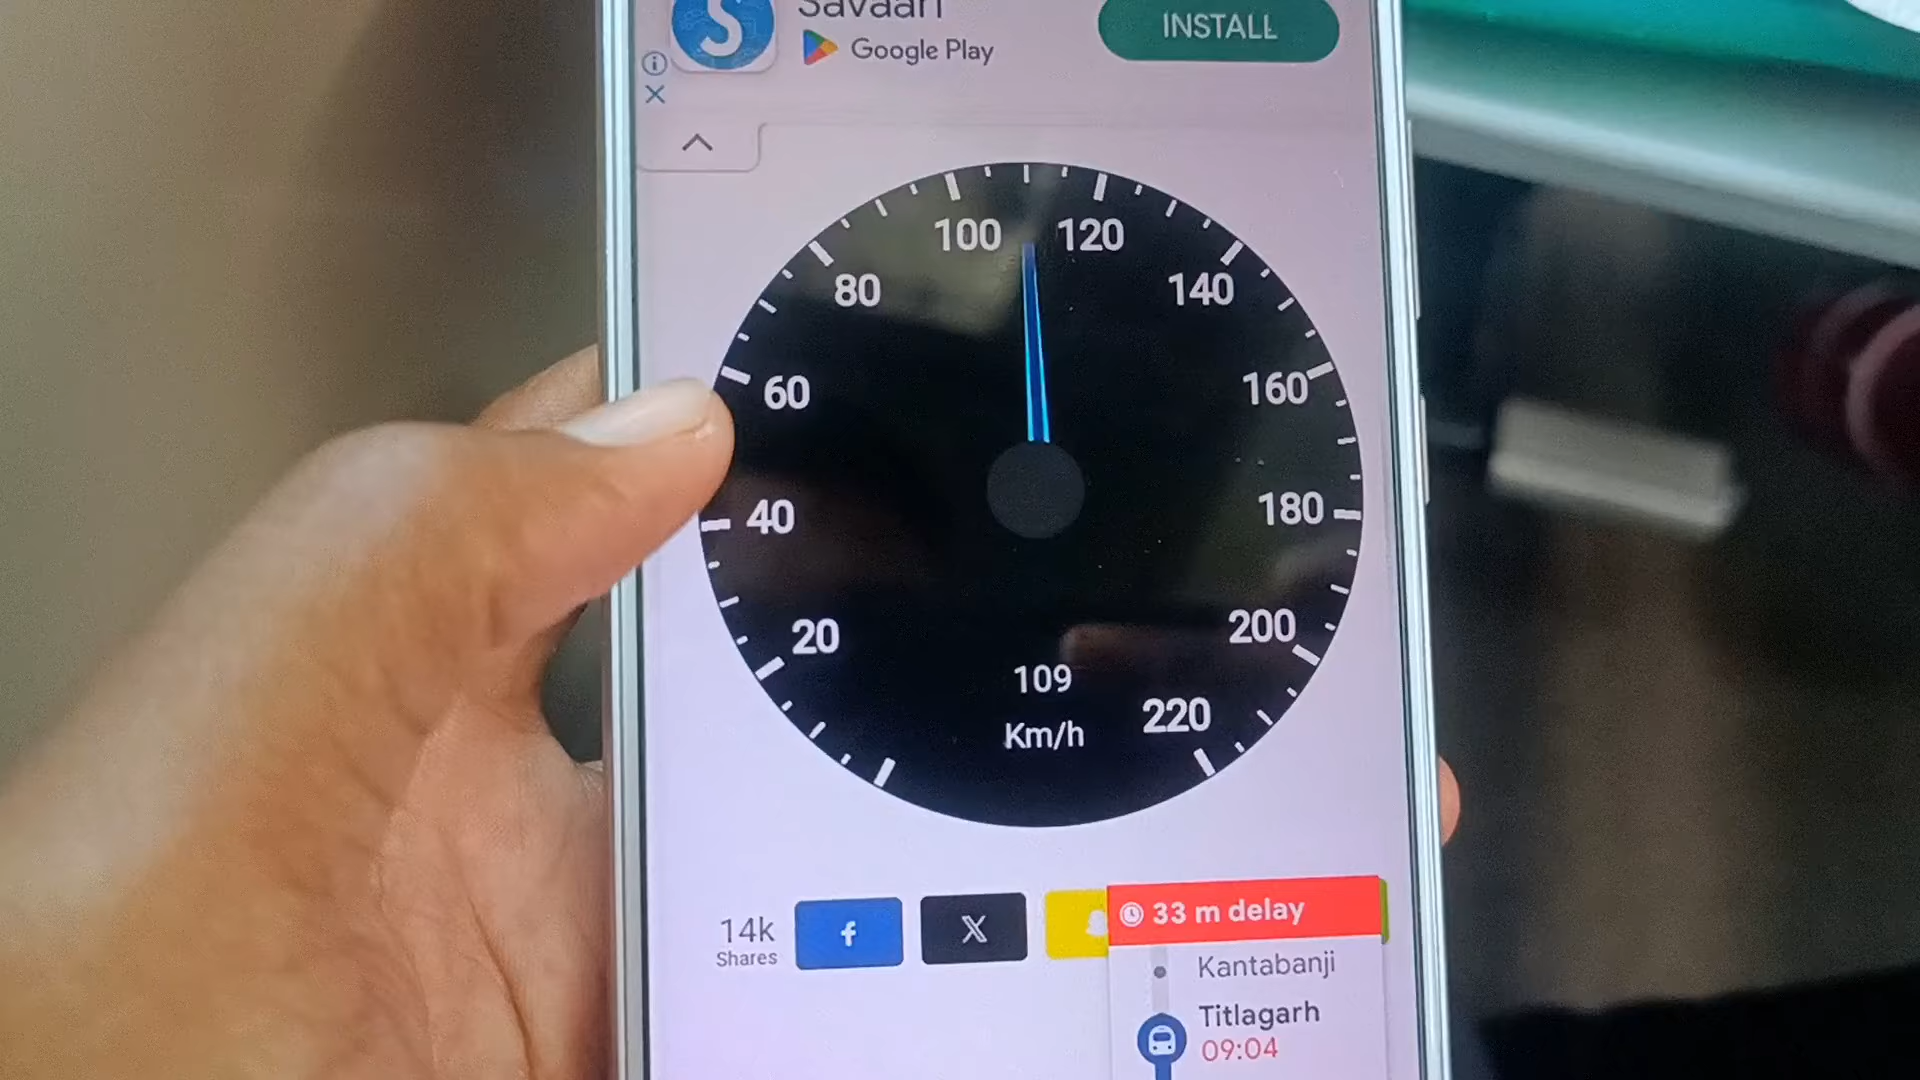 Savaari
Google Play
INSTALL
100
120
80
140
60
160
40
180
20
200
109
220
Km/h
14k
Shares
33 m delay
Kantabanji
Titlagarh
09:04